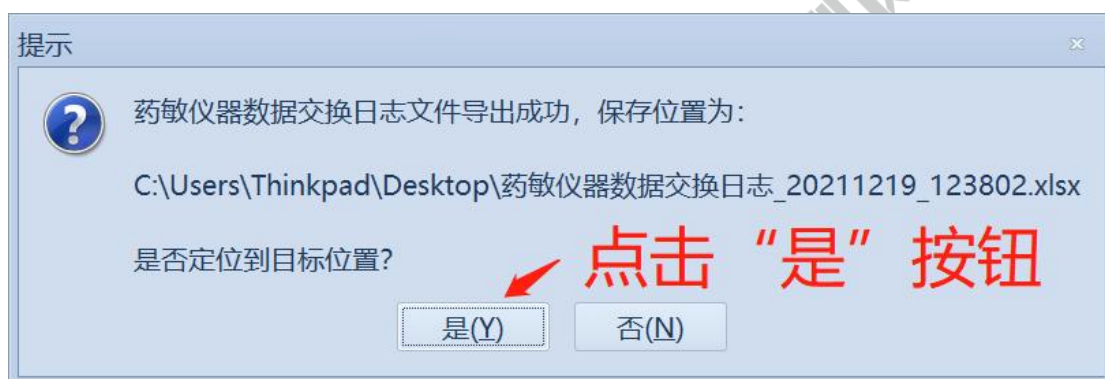 提示
药敏仪器数据交换日志文件导出成功，保存位置为：
C:\Users\Thinkpad\Desktop\药敏仪器数据交换日志_20211219_123802.xlsx
是否定位到目标位置?
点击“是”按钮
是(Y)
否(N)